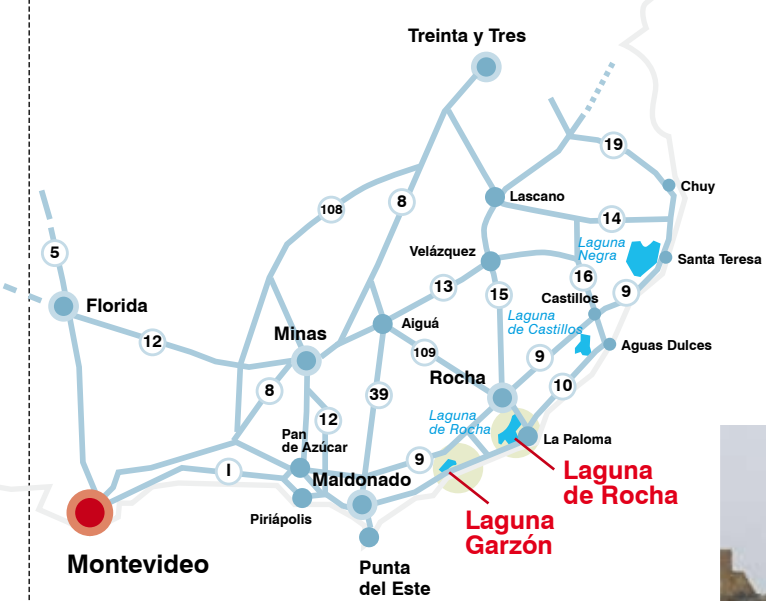 Treinta y Tres
19
Chuy
Lascano
8
108
14
Laguna
Negra
Velázquez
Santa Teresa
5
16
13
15
9
Castillos
Florida
Laguna
de Castillos
Aiguá
Minas
12
Aguas Dulces
109
9
Rocha
10
8
39
12
Laguna
de Rocha
Pan
de Azúcar
La Paloma
9
I
Maldonado
Laguna
de Rocha
Piriápolis
Laguna
Garzón
Montevideo
Punta
del Este